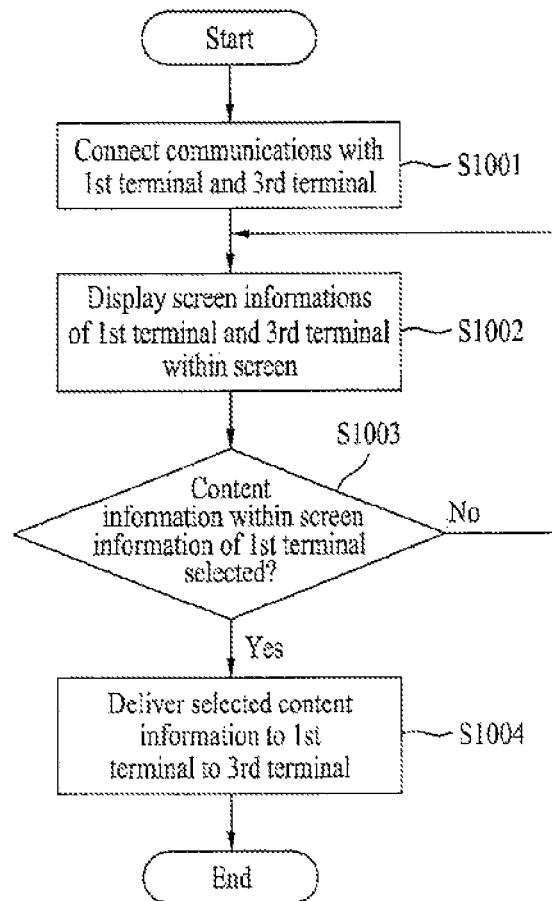 Start
Connect communications with
1st terminal and 3rd terminal
S1001
Display screen informations
of 1st terminal and 3rd terminal
within screen
S1002
S1003
Content
information within screen
information of 1st terminal
selected?
No
Yes
Deliver selected content
information to 1st
terminal to 3rd terminal
S1004
End